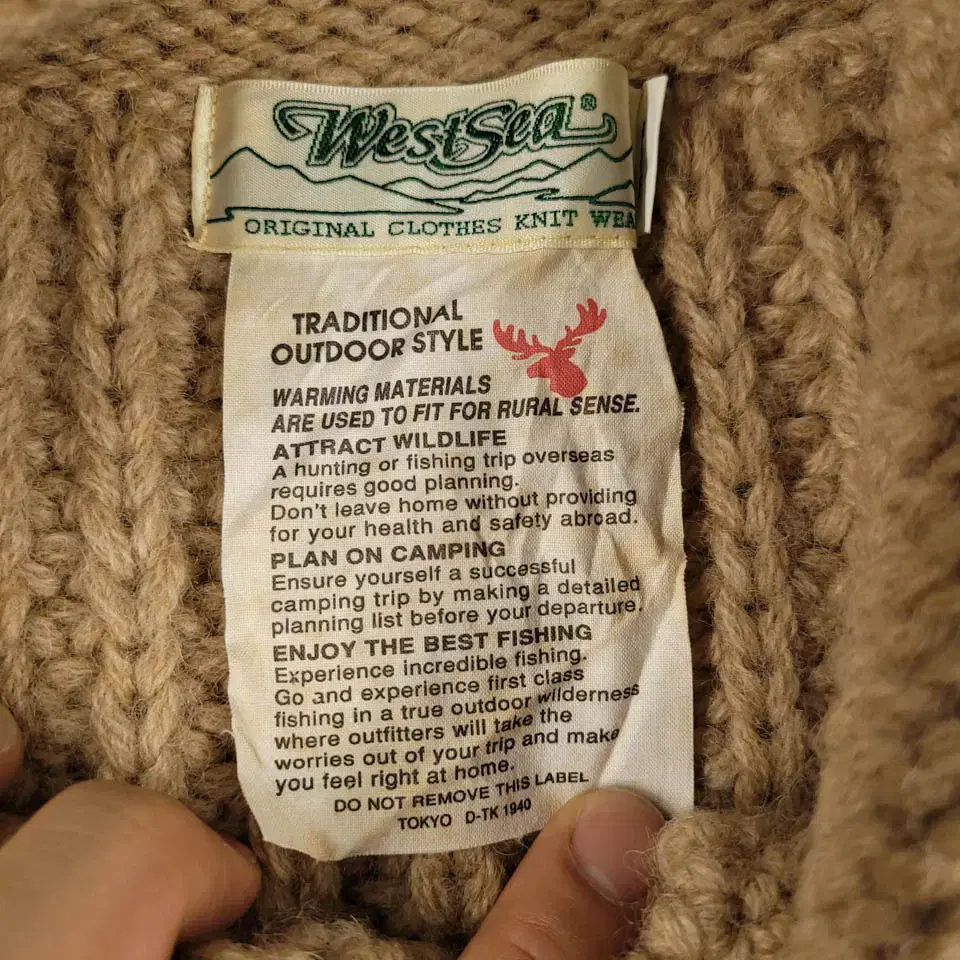 WestSea®
ORIGINAL CLOTHES KNIT WEA
TRADITIONAL
OUTDOOR STYLE
WARMING MATERIALS
ARE USED TO FIT FOR RURAL SENSE.
ATTRACT WILDLIFE
A hunting or fishing trip overseas
requires good planning.
Don't leave home without providing
for your health and safety abroad.
PLAN ON CAMPING
Ensure yourself a successful
camping trip by making a detailed
planning list before your departure.
ENJOY THE BEST FISHING
Experience incredible fishing.
Go and experience first class
fishing in a true outdoor wilderness
where outfitters will take the
worries out of your trip and make
you feel right at home.
DO NOT REMOVE THIS LABEL
TOKYO D-TK 1940